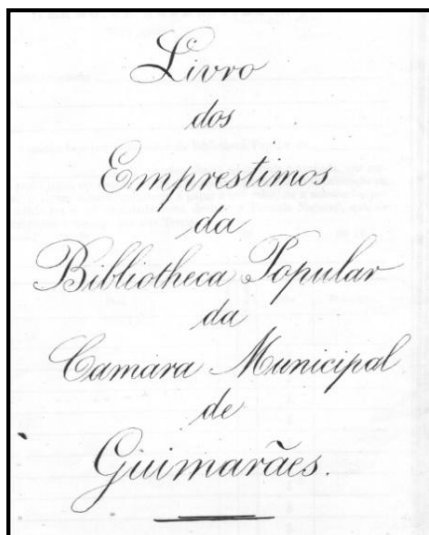 Livro
dos
Emprestimos
da
Bibliotheca Popular
da
Camara Municipal
de
Guimarães.